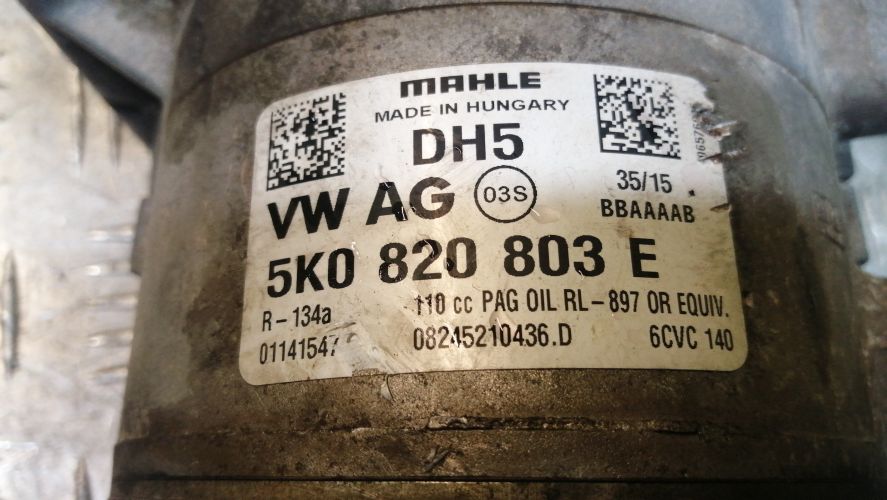 MAHLE
MADE IN HUNGARY
DH5
VW AG 03S 35/15
BBAAAAB
5K0 820 803 E
R-134a 110 cc PAG OIL RL-897 OR EQUIV.
01141547 08245210436.D 6CVC 140